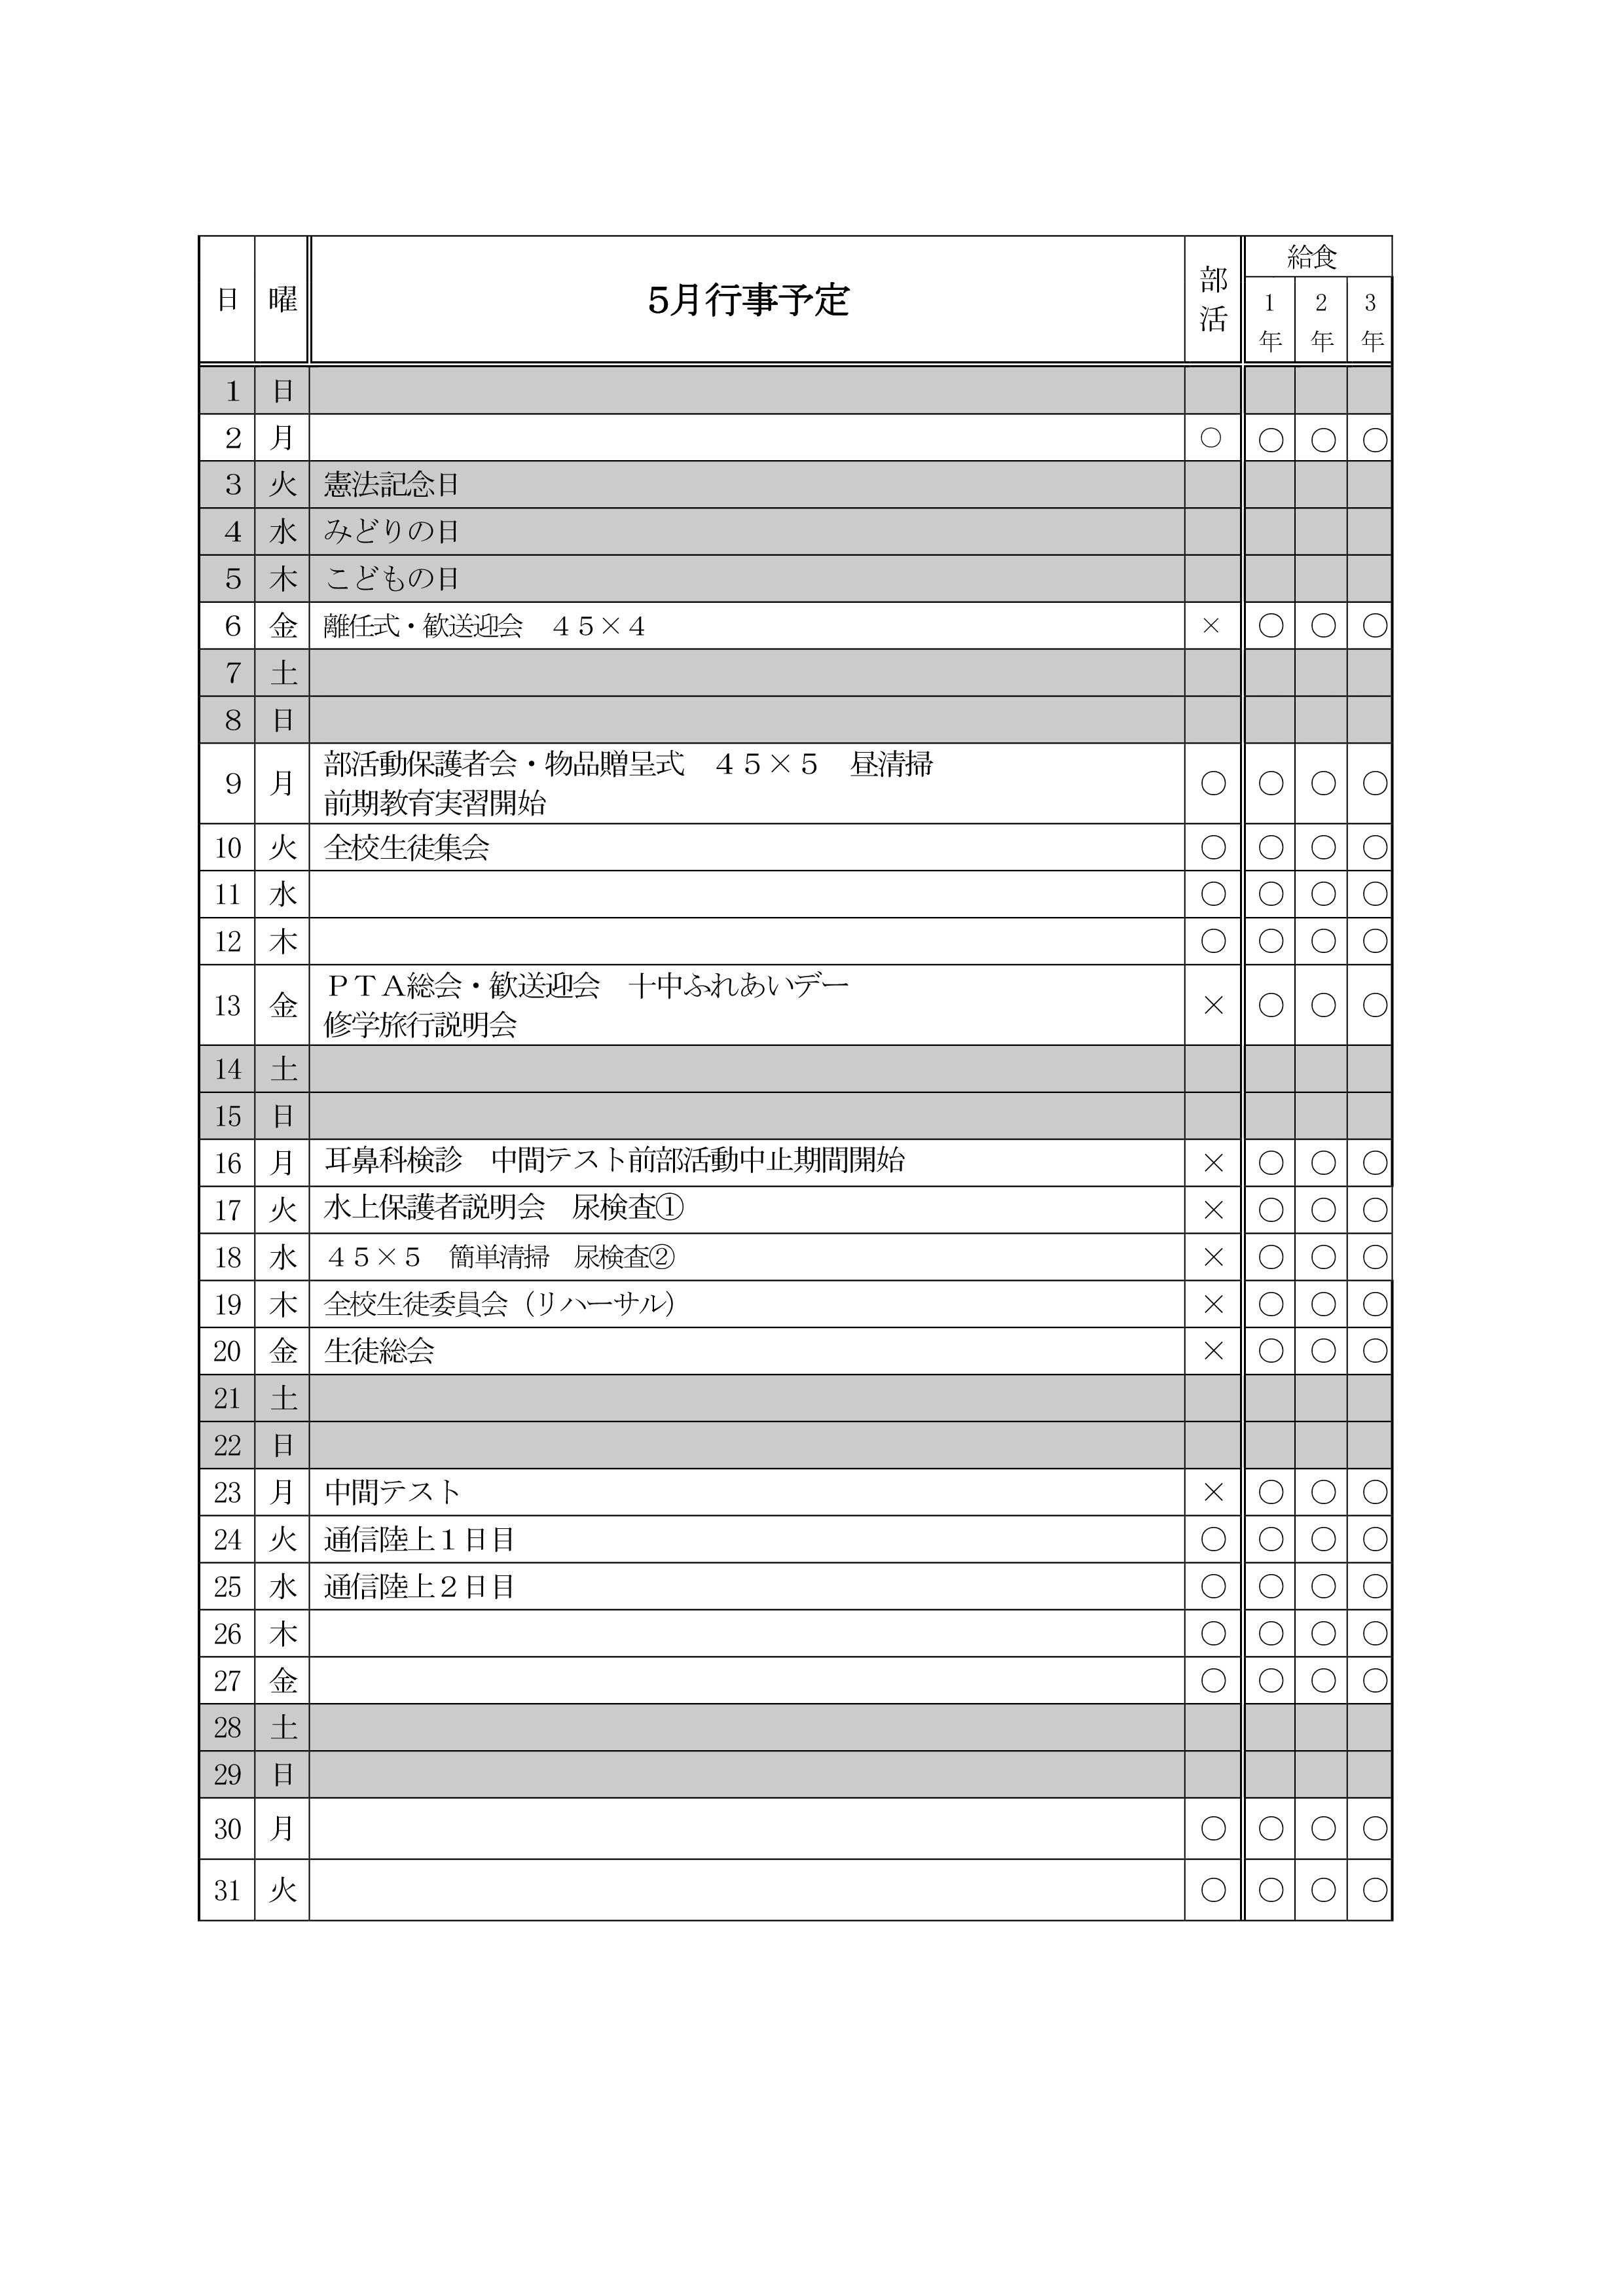 日 曜 5月行事予定 部活 給食
1年 2年 3年
1 日
2 月 ○ ○ ○ ○
3 火 憲法記念日
4 水 みどりの日
5 木 こどもの日
6 金 離任式・歓送迎会　４５×４ × ○ ○ ○
7 土
8 日
9 月 部活動保護者会・物品贈呈式　４５×５　昼清掃 ○ ○ ○ ○
前期教育実習開始
10 火 全校生徒集会 ○ ○ ○ ○
11 水 ○ ○ ○ ○
12 木 ○ ○ ○ ○
13 金 ＰＴＡ総会・歓送迎会　十中ふれあいデー × ○ ○ ○
修学旅行説明会
14 土
15 日
16 月 耳鼻科検診　中間テスト前部活動中止期間開始 × ○ ○ ○
17 火 水上保護者説明会　尿検査① × ○ ○ ○
18 水 ４５×５　簡単清掃　尿検査② × ○ ○ ○
19 木 全校生徒委員会（リハーサル） × ○ ○ ○
20 金 生徒総会 × ○ ○ ○
21 土
22 日
23 月 中間テスト × ○ ○ ○
24 火 通信陸上１日目 ○ ○ ○ ○
25 水 通信陸上２日目 ○ ○ ○ ○
26 木 ○ ○ ○ ○
27 金 ○ ○ ○ ○
28 土
29 日
30 月 ○ ○ ○ ○
31 火 ○ ○ ○ ○